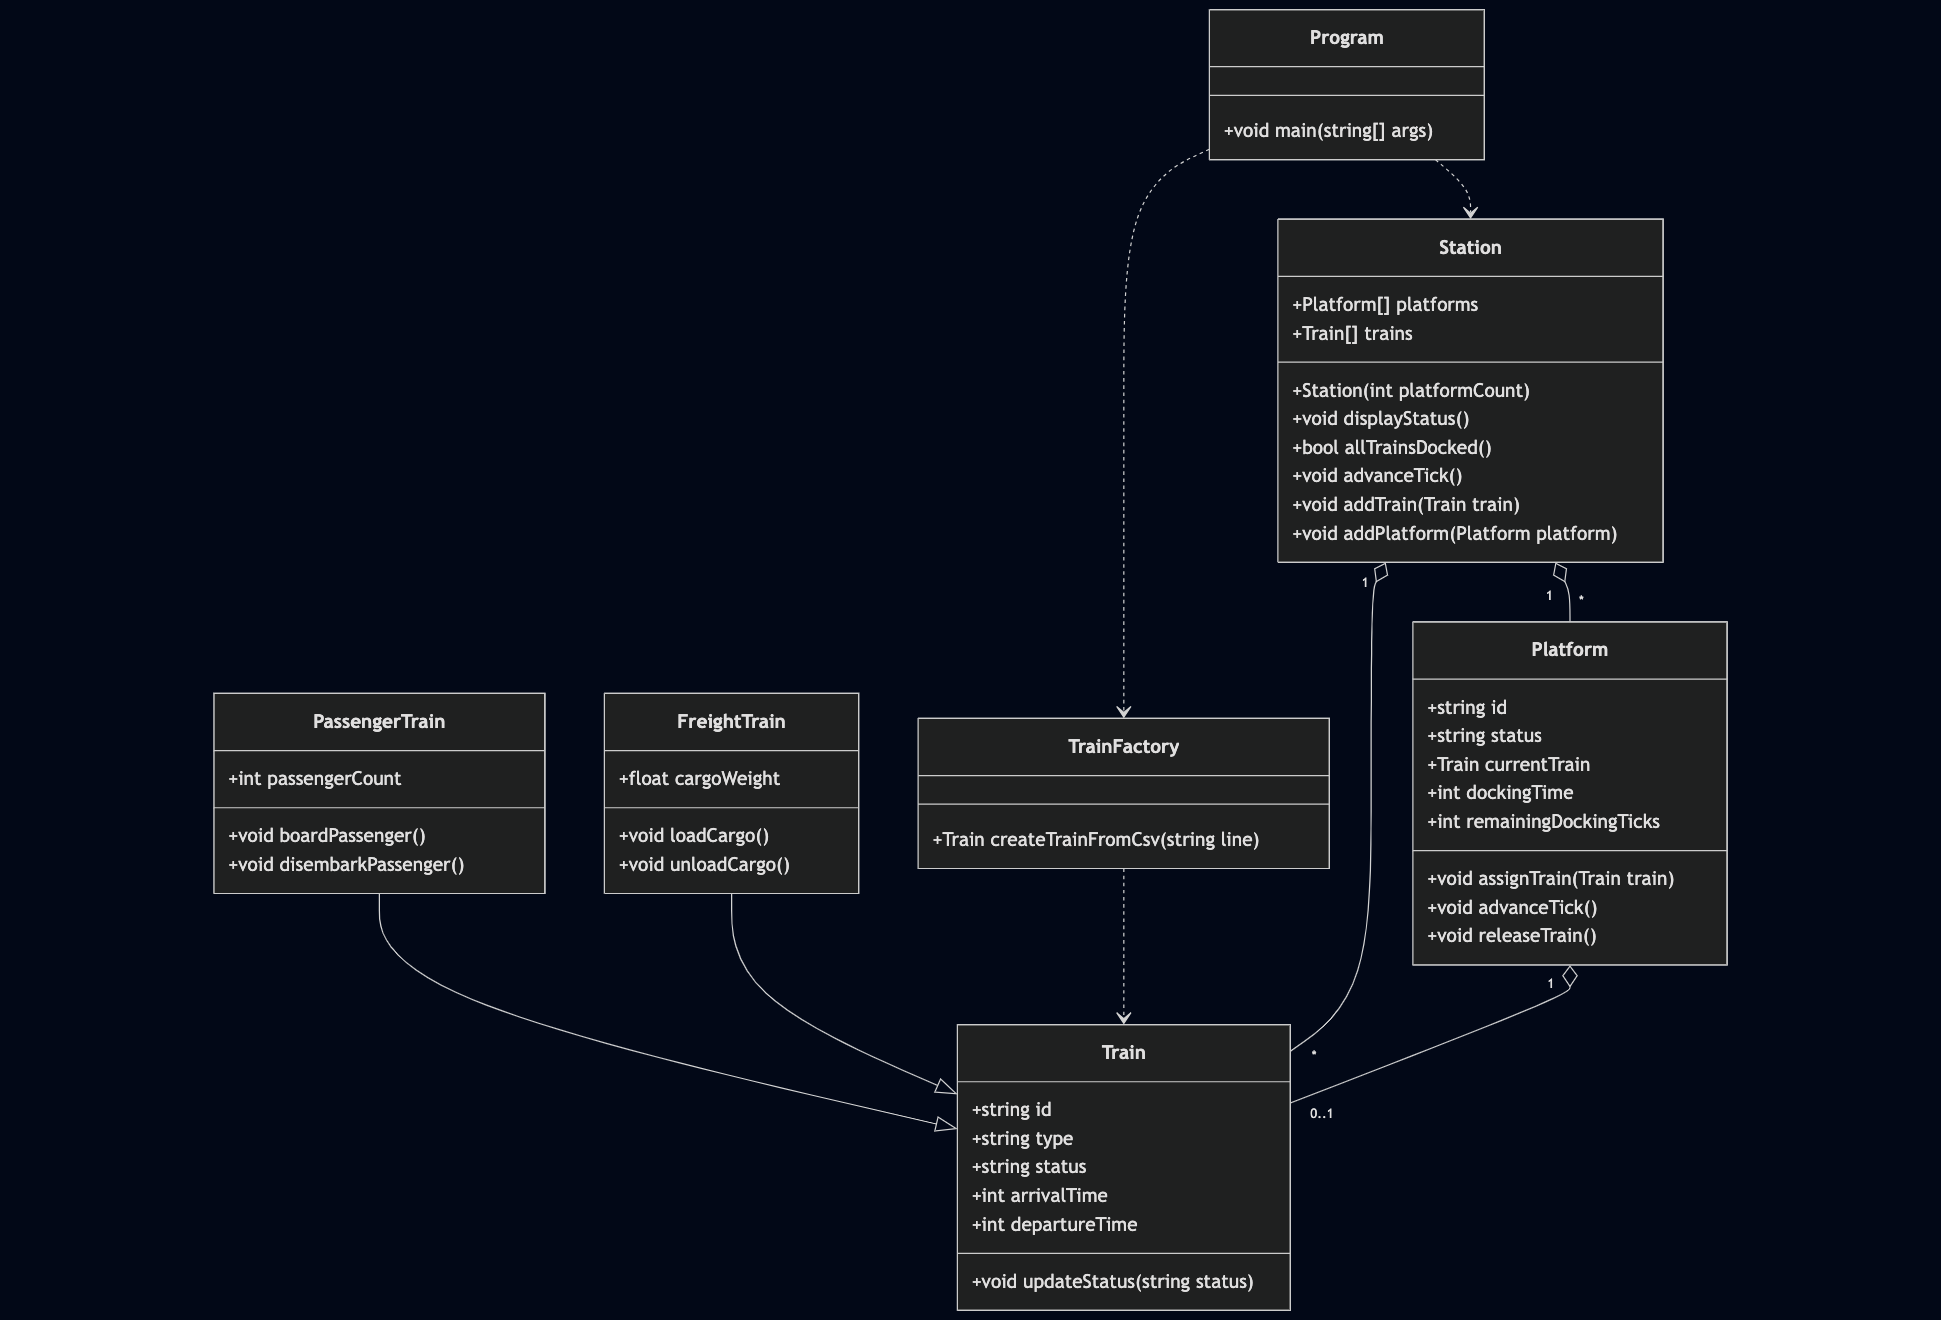 Program
+void main(string[] args)
Station
+Platform[] platforms
+Train[] trains
+Station(int platformCount)
+void displayStatus()
+bool allTrainsDocked()
+void advanceTick()
+void addTrain(Train train)
+void addPlatform(Platform platform)
1
1
*
Platform
+string id
+string status
+Train currentTrain
+int dockingTime
+int remainingDockingTicks
+void assignTrain(Train train)
+void advanceTick()
+void releaseTrain()
PassengerTrain
+int passengerCount
+void boardPassenger()
+void disembarkPassenger()
FreightTrain
+float cargoWeight
+void loadCargo()
+void unloadCargo()
TrainFactory
+Train createTrainFromCsv(string line)
1
*
0..1
Train
+string id
+string type
+string status
+int arrivalTime
+int departureTime
+void updateStatus(string status)